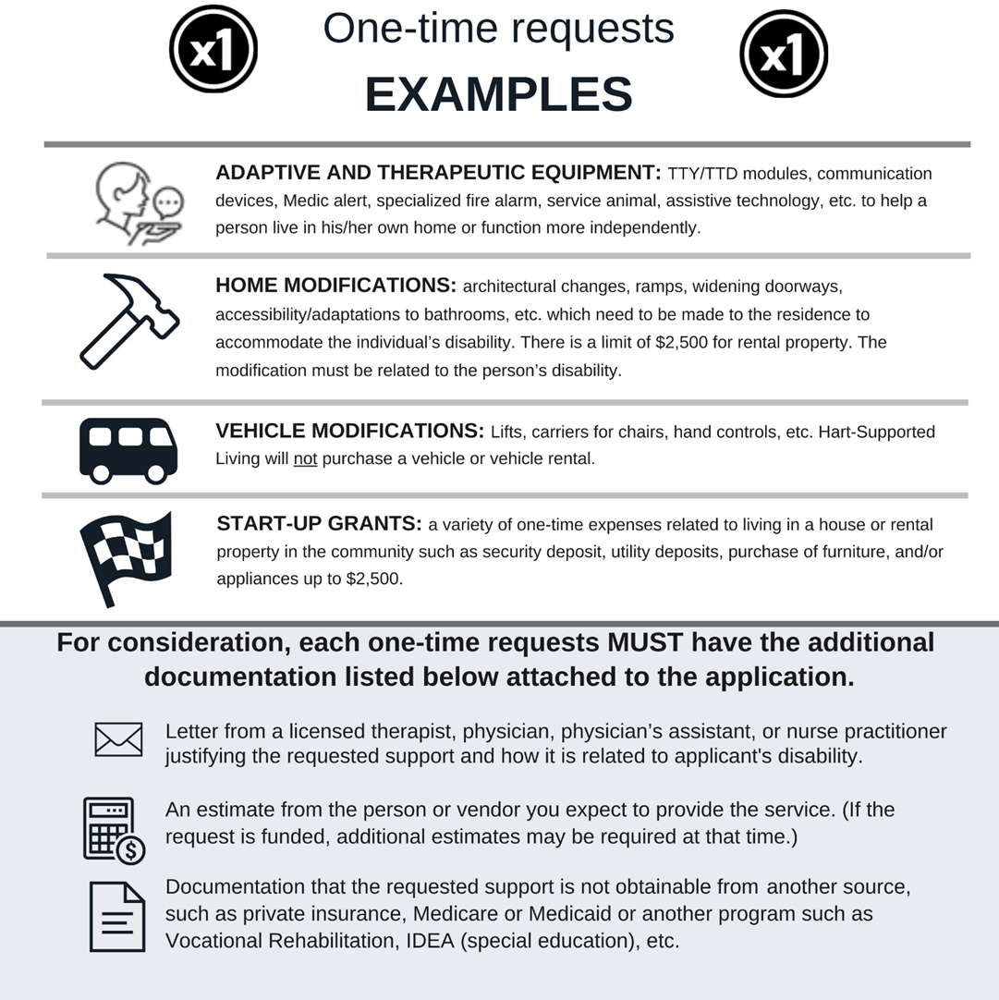 x1
One-time requests
x1
EXAMPLES
ADAPTIVE AND THERAPEUTIC EQUIPMENT: TTY/TTD modules, communication
devices, Medic alert, specialized fire alarm, service animal, assistive technology, etc. to help a
person live in his/her own home or function more independently.
HOME MODIFICATIONS: architectural changes, ramps, widening doorways,
accessibility/adaptations to bathrooms, etc. which need to be made to the residence to
accommodate the individual’s disability. There is a limit of $2,500 for rental property. The
modification must be related to the person’s disability.
VEHICLE MODIFICATIONS: Lifts, carriers for chairs, hand controls, etc. Hart-Supported
Living will not purchase a vehicle or vehicle rental.
START-UP GRANTS: a variety of one-time expenses related to living in a house or rental
property in the community such as security deposit, utility deposits, purchase of furniture, and/or
appliances up to $2,500.
For consideration, each one-time requests MUST have the additional
documentation listed below attached to the application.
Letter from a licensed therapist, physician, physician’s assistant, or nurse practitioner
justifying the requested support and how it is related to applicant's disability.
An estimate from the person or vendor you expect to provide the service. (If the
request is funded, additional estimates may be required at that time.)
$
Documentation that the requested support is not obtainable from another source,
such as private insurance, Medicare or Medicaid or another program such as
Vocational Rehabilitation, IDEA (special education), etc.